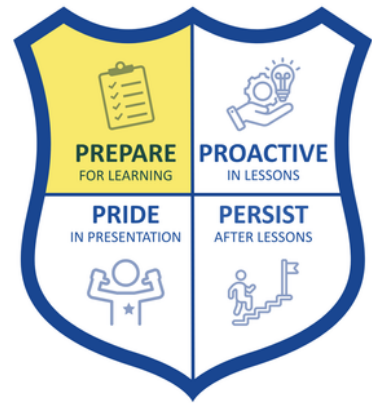 PREPARE
FOR LEARNING
PROACTIVE
IN LESSONS
PRIDE
IN PRESENTATION
PERSIST
AFTER LESSONS